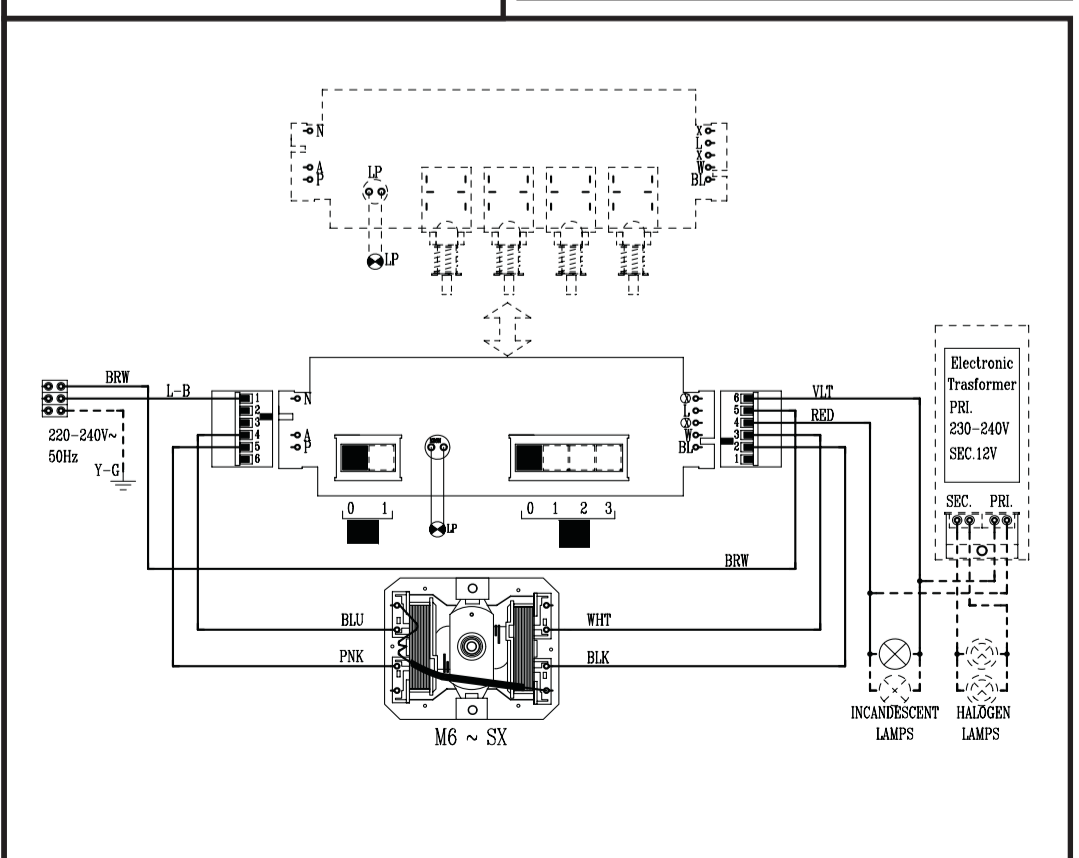 N
A
P
LP
LP
X
L
X
W
BL
BRW
L-B
220-240V~
50Hz
Y-G
1
2
3
4
5
6
N
A
P
0 1
LP
0 1 2 3
X
L
X
W
BL
6
5
4
3
2
1
VLT
RED
Electronic
Trasformer
PRI.
230-240V
SEC.12V
SEC. PRI.
BRW
BLU
PNK
WHT
BLK
M6 ~ SX
INCANDESCENT
LAMPS
HALOGEN
LAMPS